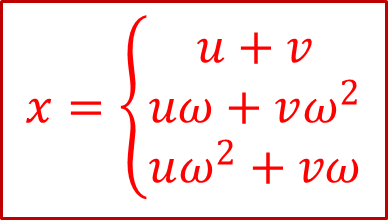 x = { u + v
uω + vω²
uω² + vω